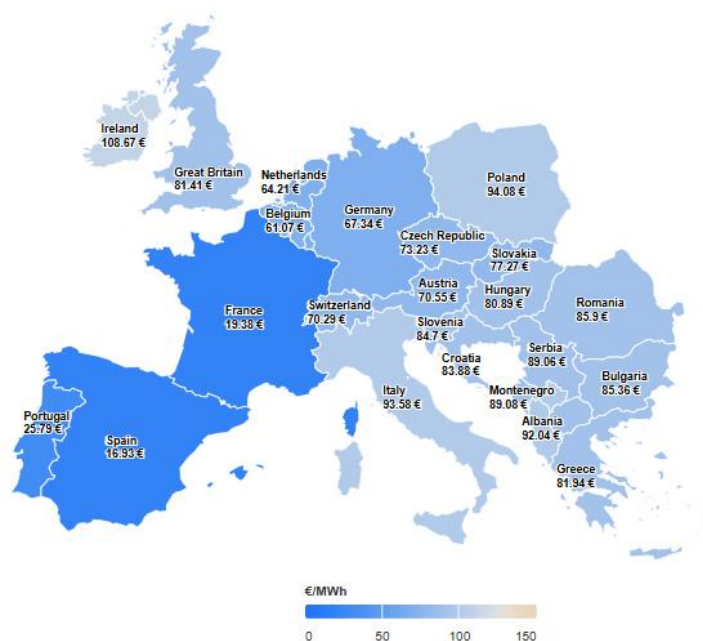 Ireland
108.67 €
Great Britain
81.41 €
Netherlands
64.21 €
Belgium
61.07 €
Germany
67.34 €
Poland
94.08 €
Czech Republic
73.23 €
Slovakia
77.27 €
Austria
70.55 €
Hungary
80.89 €
Romania
85.9 €
France
19.38 €
Switzerland
70.29 €
Slovenia
84.7 €
Croatia
83.88 €
Serbia
89.06 €
Italy
93.58 €
Montenegro
89.08 €
Bulgaria
85.36 €
Albania
92.04 €
Portugal
25.79 €
Spain
16.93 €
Greece
81.94 €
€/MWh
0 50 100 150